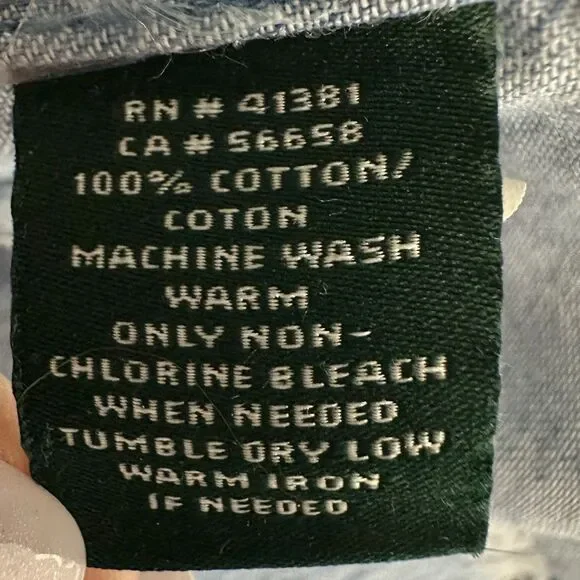 RN # 41381
CA # 56658
100% COTTON/
COTON
MACHINE WASH
WARM
ONLY NON-
CHLORINE BLEACH
WHEN NEEDED
TUMBLE DRY LOW
WARM IRON
IF NEEDED